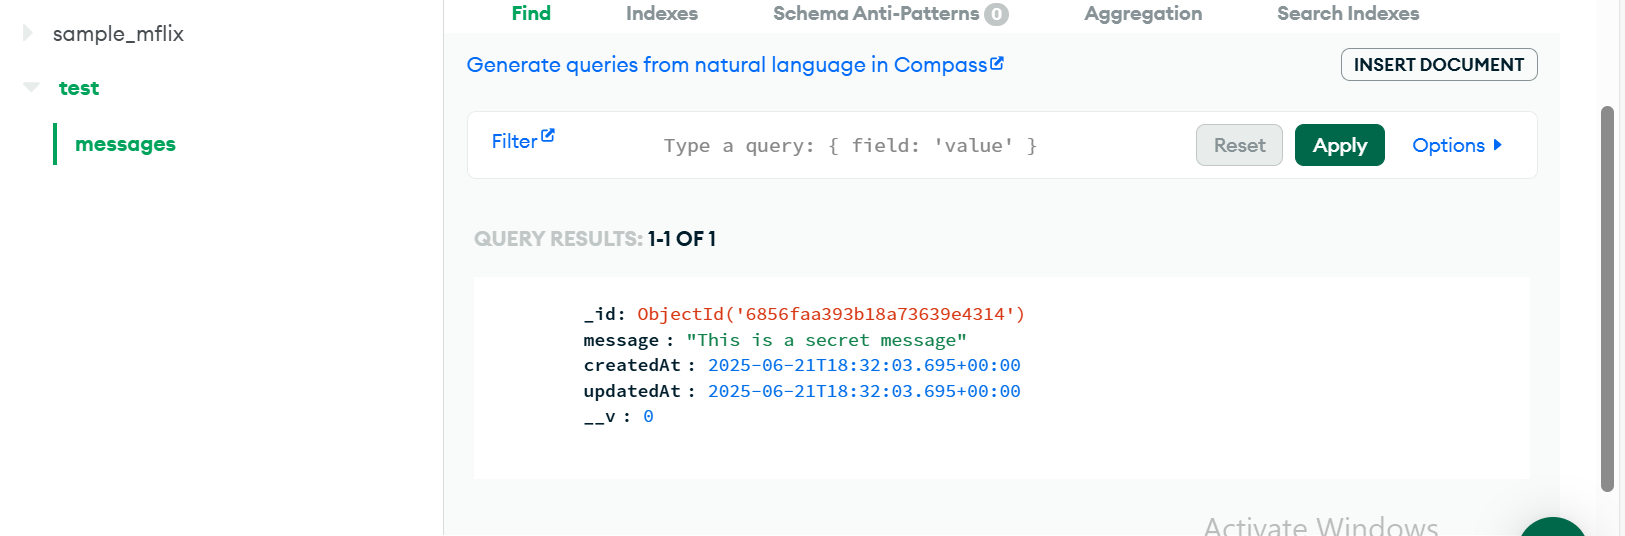 sample_mflix
test
messages
Find Indexes Schema Anti-Patterns 0 Aggregation Search Indexes
Generate queries from natural language in Compass
INSERT DOCUMENT
Filter Type a query: { field: 'value' } Reset Apply Options
QUERY RESULTS: 1-1 OF 1
_id: ObjectId('6856faa393b18a73639e4314')
message : "This is a secret message"
createdAt : 2025-06-21T18:32:03.695+00:00
updatedAt : 2025-06-21T18:32:03.695+00:00
__v : 0
Activate Windows